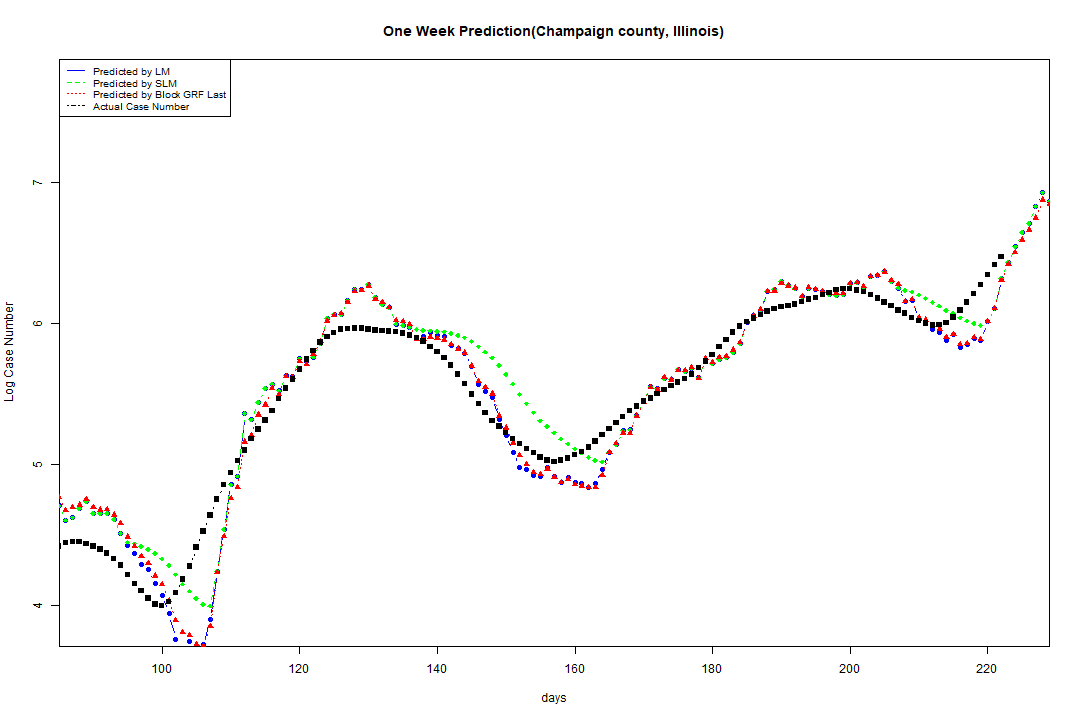 One Week Prediction(Champaign county, Illinois)
Predicted by LM
Predicted by SLM
Predicted by Block GRF Last
Actual Case Number
7
6
5
4
Log Case Number
100 120 140 160 180 200 220
days